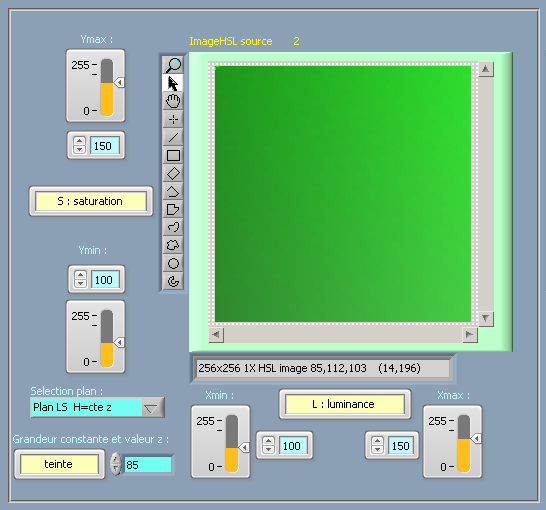 Ymax :
ImageHSL source 2
255
0
150
S : saturation
Ymin :
100
255
0
256x256 1X HSL image 85,112,103 (14,196)
Selection plan :
Plan LS H=cte z
Xmin :
L : luminance
Xmax :
255
0
100
150
255
0
Grandeur constante et valeur z :
teinte
85